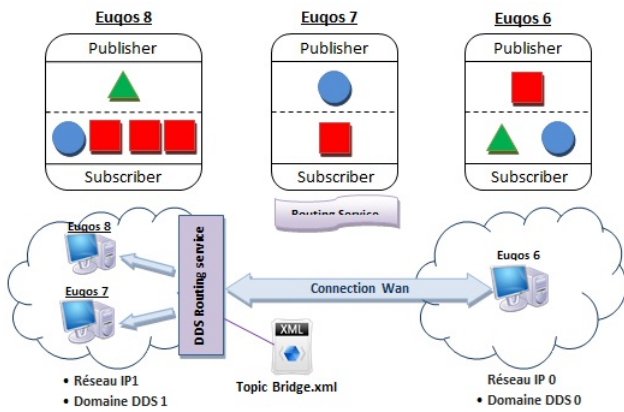 Euqos 8
Euqos 7
Euqos 6
Publisher
Publisher
Publisher
Subscriber
Subscriber
Subscriber
Routing Service
Euqos 8
Euqos 7
DDS Routing service
Connection Wan
Euqos 6
XML
Topic Bridge.xml
• Réseau IP1
• Domaine DDS 1
Réseau IP 0
• Domaine DDS 0